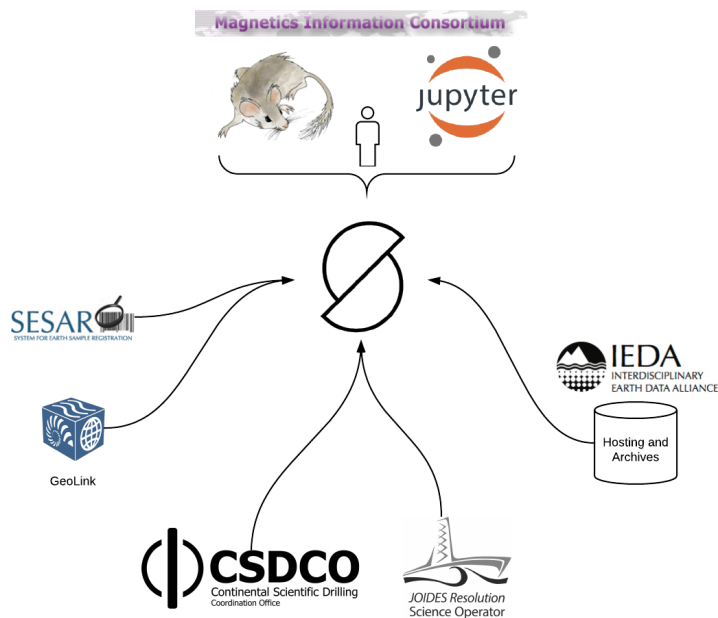 Magnetics Information Consortium
jupyter
SESAR
SYSTEM FOR EARTH SAMPLE REGISTRATION
IEDA
INTERDISCIPLINARY
EARTH DATA ALLIANCE
Hosting and
Archives
GeoLink
CSDCO
Continental Scientific Drilling
Coordination Office
JOIDES Resolution
Science Operator